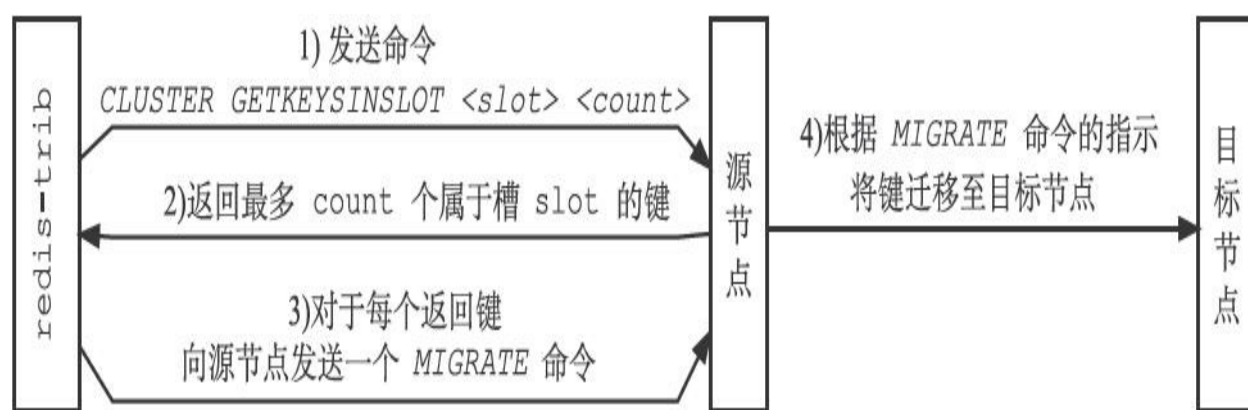 redis-trib
1) 发送命令
CLUSTER GETKEYSINSLOT <slot> <count>
2)返回最多 count 个属于槽 slot 的键
3)对于每个返回键
向源节点发送一个 MIGRATE 命令
源节点
4)根据 MIGRATE 命令的指示
将键迁移至目标节点
目标节点